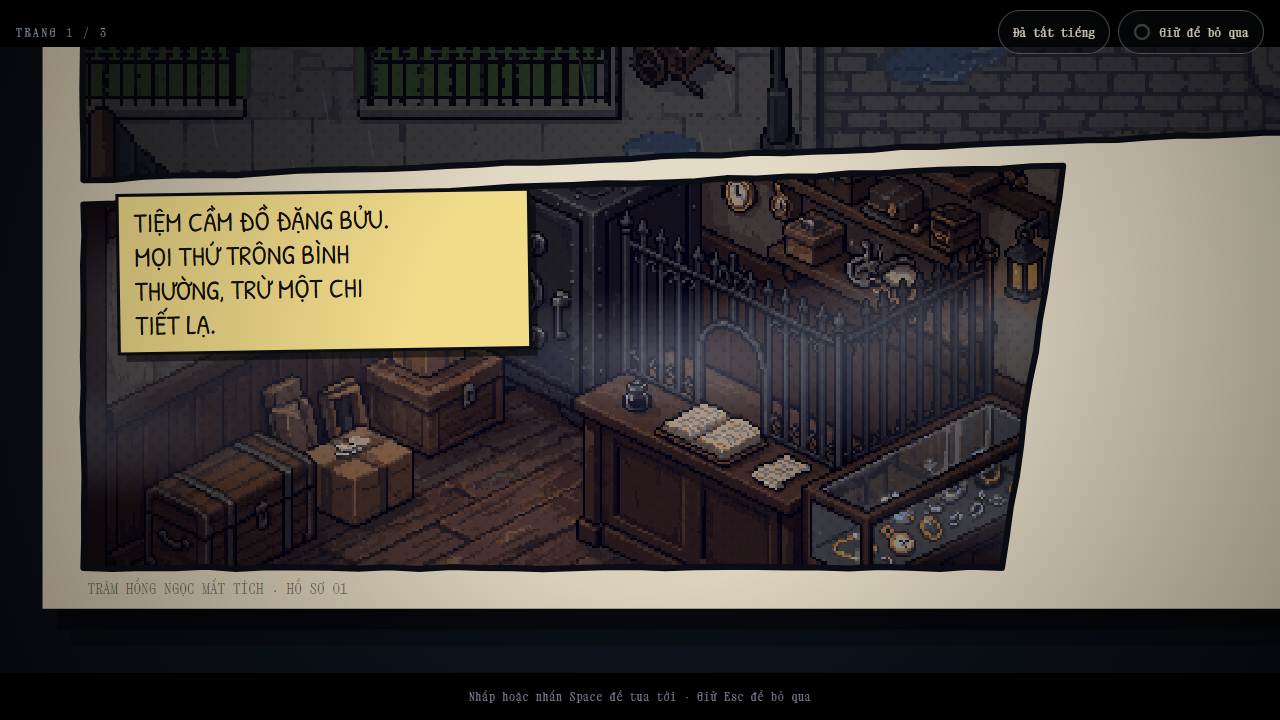 TRANG 1 / 3
Đã tắt tiếng
Giữ để bỏ qua
TIỆM CẦM ĐỒ ĐẶNG BỬU.
MỌI THỨ TRÔNG BÌNH
THƯỜNG, TRỪ MỘT CHI
TIẾT LẠ.
TRÂM HỒNG NGỌC MẤT TÍCH · HỒ SƠ 01
Nhấp hoặc nhấn Space để tua tới · Giữ Esc để bỏ qua